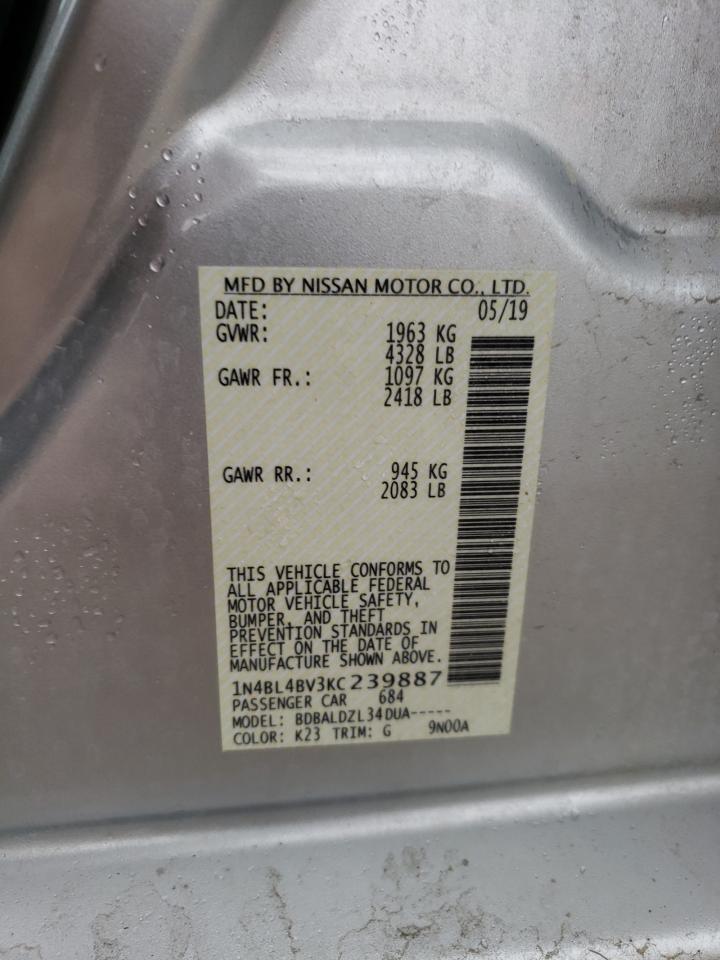 MFD BY NISSAN MOTOR CO., LTD.
DATE: 05/19
GVWR: 1963 KG
4328 LB
GAWR FR.: 1097 KG
2418 LB
GAWR RR.: 945 KG
2083 LB
THIS VEHICLE CONFORMS TO
ALL APPLICABLE FEDERAL
MOTOR VEHICLE SAFETY,
BUMPER, AND THEFT
PREVENTION STANDARDS IN
EFFECT ON THE DATE OF
MANUFACTURE SHOWN ABOVE.
1N4BL4BV3KC239887
PASSENGER CAR 684
MODEL: BDBALDZL34DUA-----
COLOR: K23 TRIM: G 9N00A